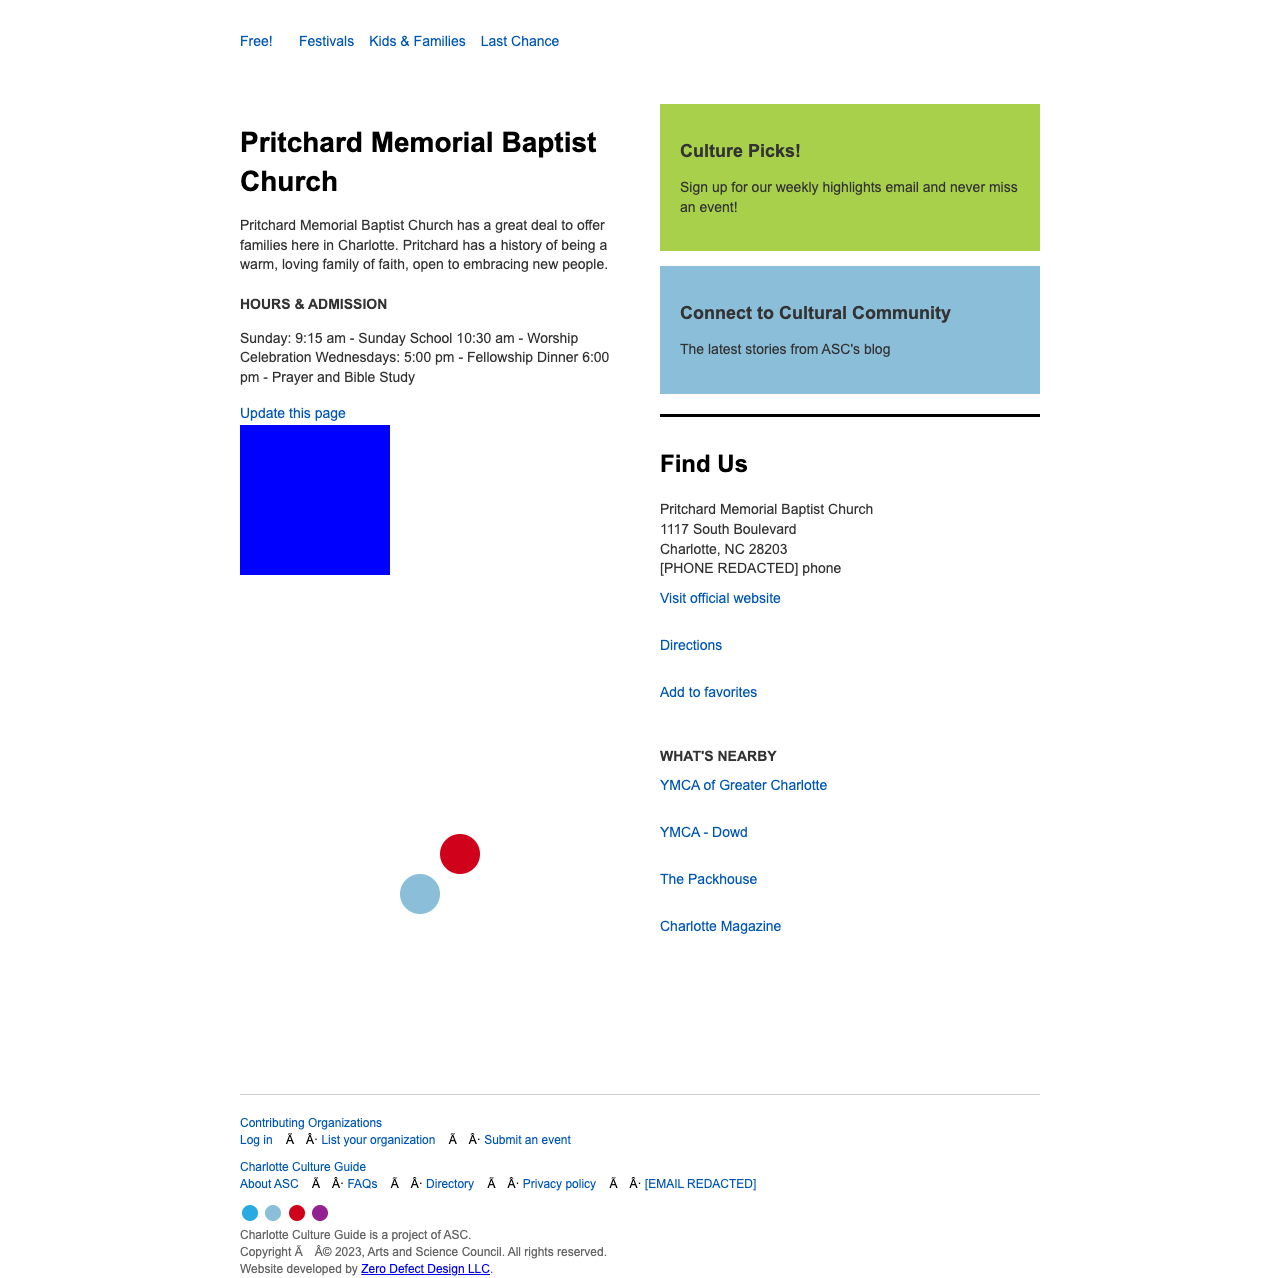 Free! Festivals Kids & Families Last Chance
Pritchard Memorial Baptist
Church
Pritchard Memorial Baptist Church has a great deal to offer
families here in Charlotte. Pritchard has a history of being a
warm, loving family of faith, open to embracing new people.
HOURS & ADMISSION
Sunday: 9:15 am - Sunday School 10:30 am - Worship
Celebration Wednesdays: 5:00 pm - Fellowship Dinner 6:00
pm - Prayer and Bible Study
Update this page
Culture Picks!
Sign up for our weekly highlights email and never miss
an event!
Connect to Cultural Community
The latest stories from ASC's blog
Find Us
Pritchard Memorial Baptist Church
1117 South Boulevard
Charlotte, NC 28203
[PHONE REDACTED] phone
Visit official website
Directions
Add to favorites
WHAT'S NEARBY
YMCA of Greater Charlotte
YMCA - Dowd
The Packhouse
Charlotte Magazine
Contributing Organizations
Log in Ã Â· List your organization Ã Â· Submit an event
Charlotte Culture Guide
About ASC Ã Â· FAQs Ã Â· Directory Ã Â· Privacy policy Ã Â· [EMAIL REDACTED]
Charlotte Culture Guide is a project of ASC.
Copyright Ã Â© 2023, Arts and Science Council. All rights reserved.
Website developed by Zero Defect Design LLC.